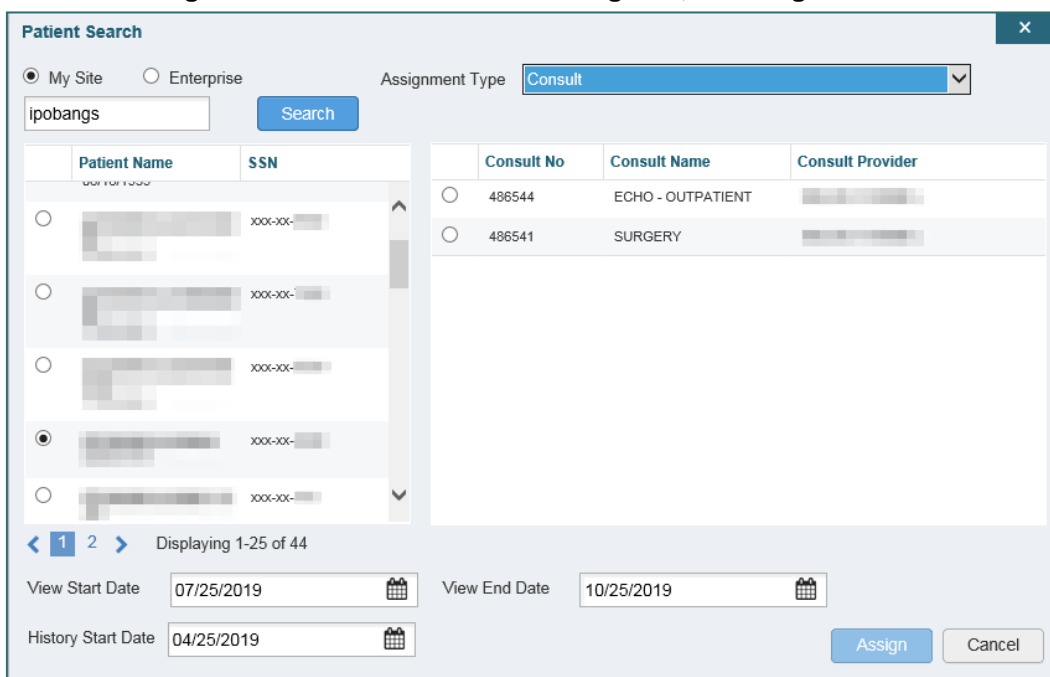 Patient Search
×
My Site Enterprise Assignment Type Consult
ipobangs Search
Patient Name SSN Consult No Consult Name Consult Provider
486544 ECHO - OUTPATIENT
xxx-xx-
486541 SURGERY
xxx-xx-
xxx-xx-
xxx-xx-
xxx-xx-
1 2 Displaying 1-25 of 44
View Start Date 07/25/2019 View End Date 10/25/2019
History Start Date 04/25/2019 Assign Cancel